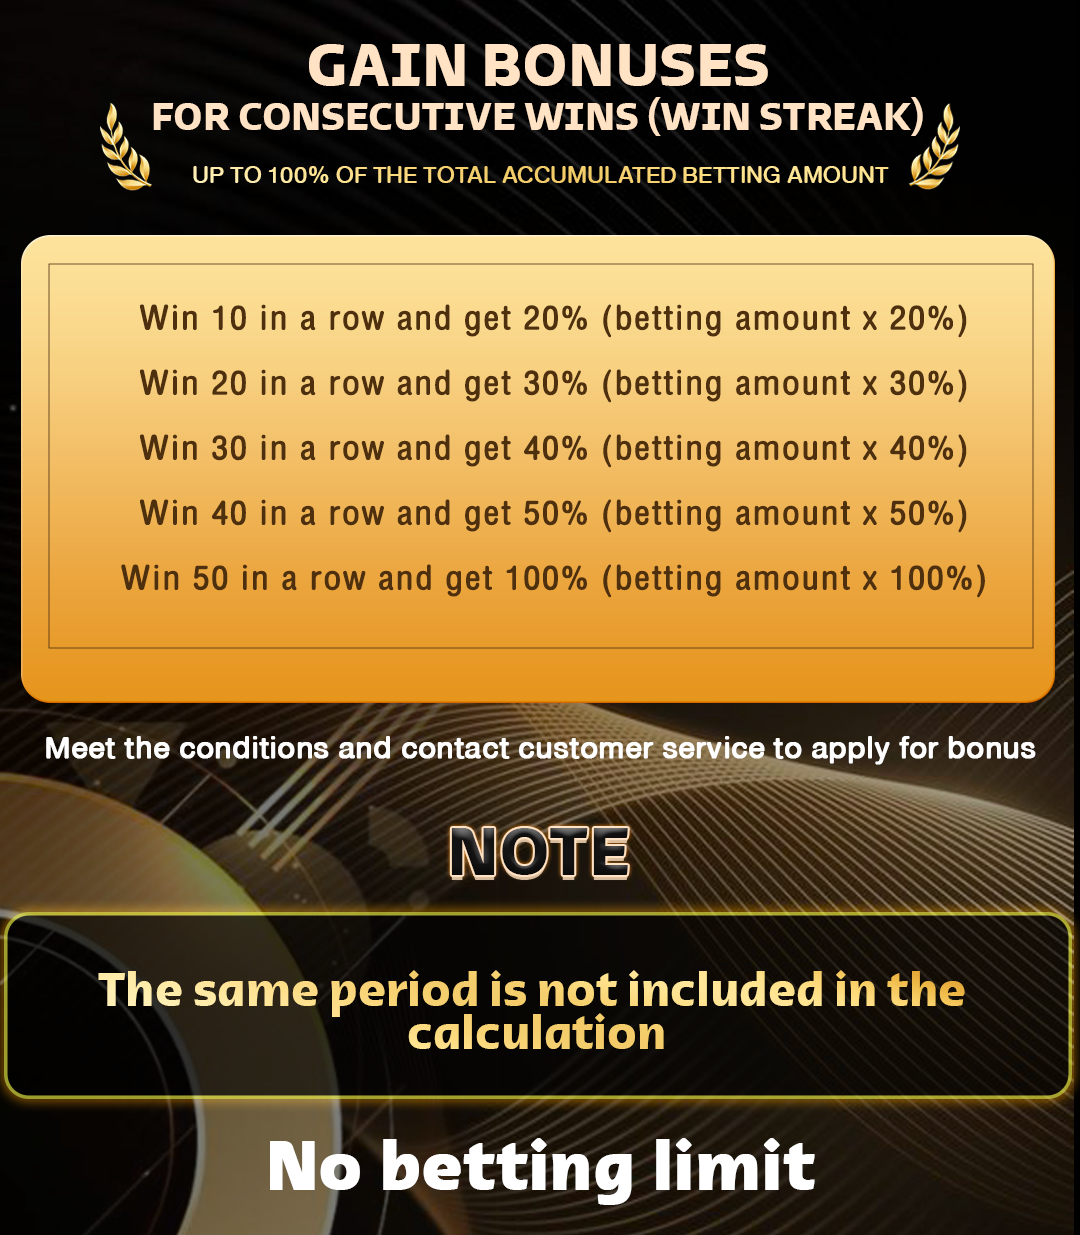 GAIN BONUSES
FOR CONSECUTIVE WINS (WIN STREAK)
UP TO 100% OF THE TOTAL ACCUMULATED BETTING AMOUNT
Win 10 in a row and get 20% (betting amount x 20%)
Win 20 in a row and get 30% (betting amount x 30%)
Win 30 in a row and get 40% (betting amount x 40%)
Win 40 in a row and get 50% (betting amount x 50%)
Win 50 in a row and get 100% (betting amount x 100%)
Meet the conditions and contact customer service to apply for bonus
NOTE
The same period is not included in the
calculation
No betting limit